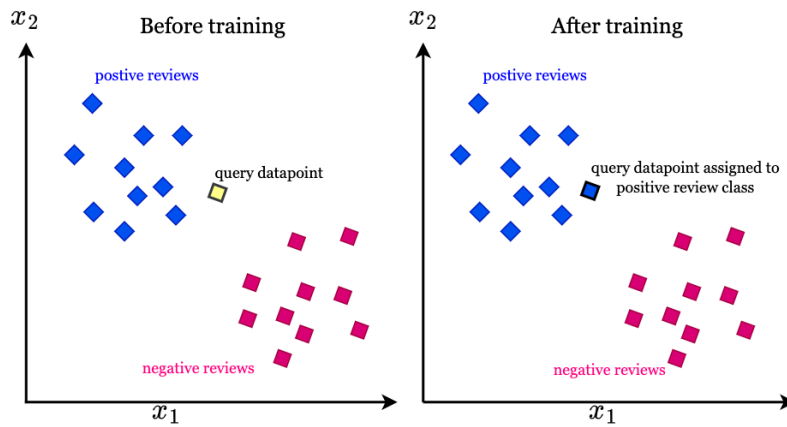 x₂
Before training
postive reviews
query datapoint
negative reviews
x₁
x₂
After training
postive reviews
query datapoint assigned to
positive review class
negative reviews
x₁